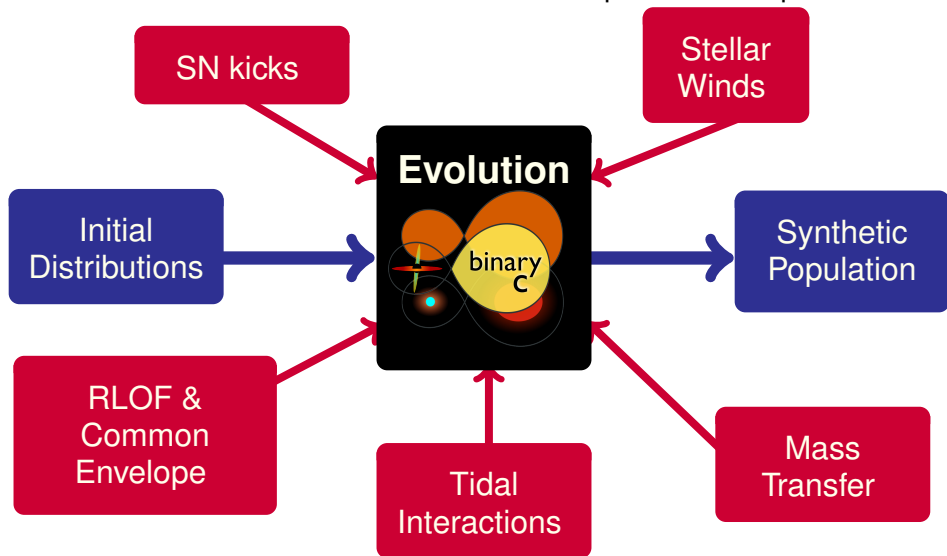 SN kicks
Stellar
Winds
Evolution
Initial
Distributions
binary
c
Synthetic
Population
RLOF &
Common
Envelope
Tidal
Interactions
Mass
Transfer